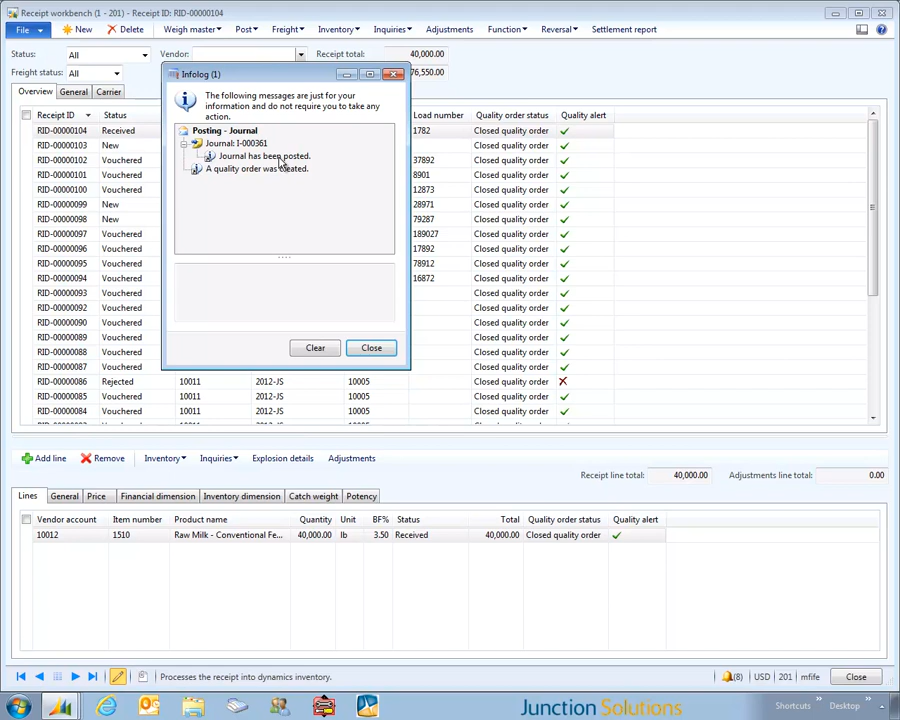 Receipt workbench (1 - 201) - Receipt ID: RID-00000104
File New Delete Weigh master Post Freight Inventory Inquiries Adjustments Function Reversal Settlement report
Status: All Vendor: Receipt total: 40,000.00
Freight status: All 76,550.00
Overview General Carrier
Infolog (1)
The following messages are just for your
information and do not require you to take any
action.
Posting - Journal
Journal: I-000361
Journal has been posted.
A quality order was created.
Clear Close
Receipt ID Status Load number Quality order status Quality alert
RID-00000104 Received 1782 Closed quality order
RID-00000103 New Closed quality order
RID-00000102 Vouchered 37892 Closed quality order
RID-00000101 Vouchered 8901 Closed quality order
RID-00000100 Vouchered 12873 Closed quality order
RID-00000099 New 28971 Closed quality order
RID-00000098 New 79287 Closed quality order
RID-00000097 Vouchered 189027 Closed quality order
RID-00000096 Vouchered 17892 Closed quality order
RID-00000095 Vouchered 78912 Closed quality order
RID-00000094 Vouchered 16872 Closed quality order
RID-00000093 Vouchered Closed quality order
RID-00000092 Vouchered Closed quality order
RID-00000090 Vouchered Closed quality order
RID-00000089 Vouchered Closed quality order
RID-00000088 Vouchered Closed quality order
RID-00000087 Vouchered Closed quality order
RID-00000086 Rejected 10011 2012-JS 10005 Closed quality order
RID-00000085 Vouchered 10011 2012-JS 10005 Closed quality order
RID-00000084 Vouchered 10011 2012-JS 10005 Closed quality order
Add line Remove Inventory Inquiries Explosion details Adjustments
Receipt line total: 40,000.00 Adjustments line total: 0.00
Lines General Price Financial dimension Inventory dimension Catch weight Potency
Vendor account Item number Product name Quantity Unit BF% Status Total Quality order status Quality alert
10012 1510 Raw Milk - Conventional Fe... 40,000.00 lb 3.50 Received 40,000.00 Closed quality order
Processes the receipt into dynamics inventory. (8) USD 201 mfife Close
Junction Solutions Shortcuts Desktop